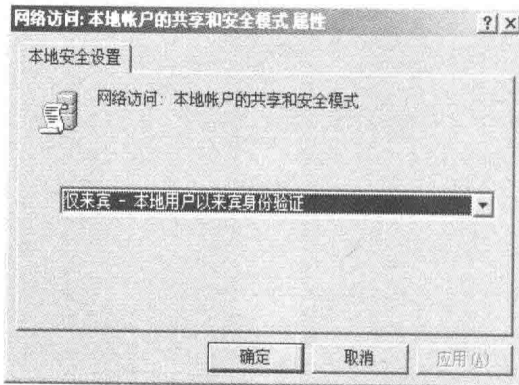 网络访问: 本地帐户的共享和安全模式 属性
本地安全设置
网络访问: 本地帐户的共享和安全模式
仅来宾 - 本地用户以来宾身份验证
确定
取消
应用(A)